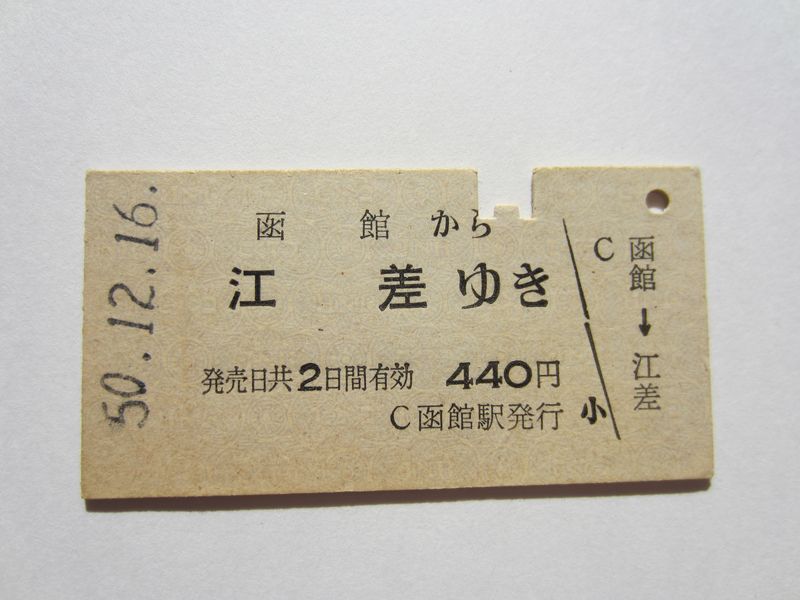 50.12.16.
函館から
江差ゆき
発売日共2日間有効 440円
C函館駅発行
小
C
函館→江差